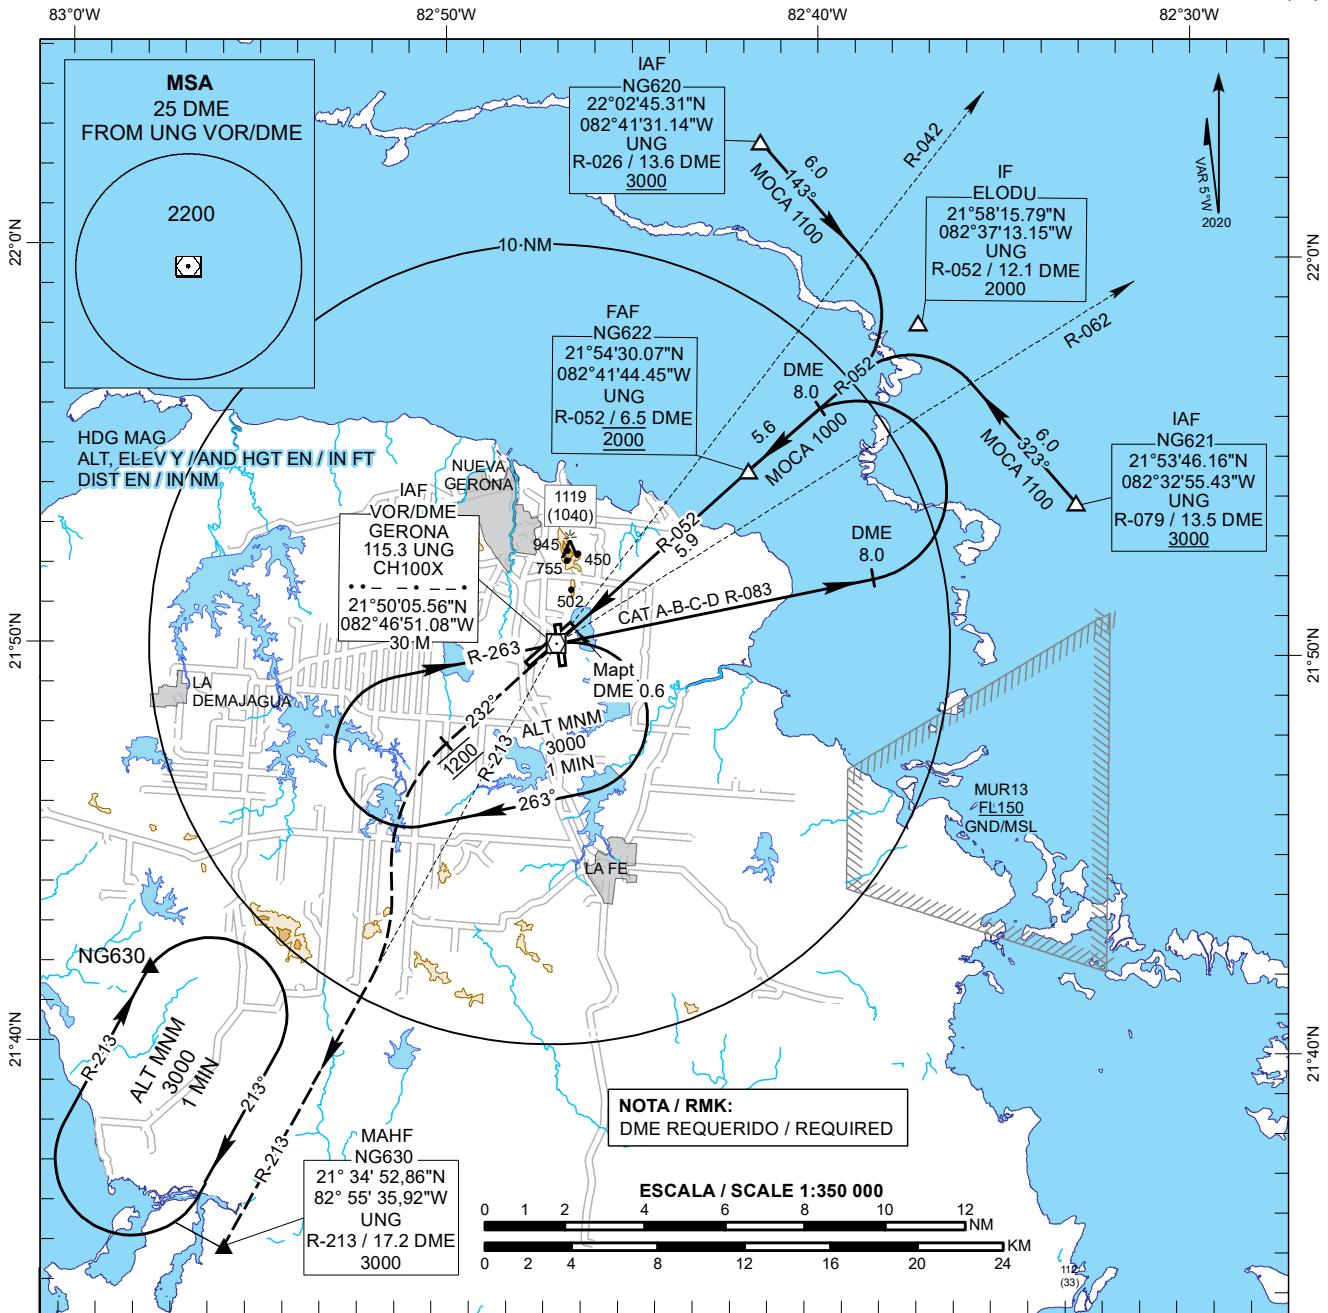 83°0'W
82°50'W
82°40'W
82°30'W
MSA
25 DME
FROM UNG VOR/DME
2200
IAF
NG620
22°02'45.31"N
082°41'31.14"W
UNG
R-026 / 13.6 DME
3000
6.0
143°
MOCA 1100
R-042
VAR 5°W
2020
IF
ELODU
21°58'15.79"N
082°37'13.15"W
UNG
R-052 / 12.1 DME
2000
22°0'N
22°0'N
10 NM
R-062
FAF
NG622
21°54'30.07"N
082°41'44.45"W
UNG
R-052 / 6.5 DME
2000
DME
8.0
R-052
5.6
MOCA 1000
6.0
323°
MOCA 1100
IAF
NG621
21°53'46.16"N
082°32'55.43"W
UNG
R-079 / 13.5 DME
3000
HDG MAG
ALT, ELEV Y / AND HGT EN / IN FT
DIST EN / IN NM
NUEVA
GERONA
1119
(1040)
945
755
450
502
IAF
VOR/DME
GERONA
115.3 UNG
CH100X
21°50'05.56"N
082°46'51.08"W
30 M
R-052
5.9
DME
8.0
CAT A-B-C-D R-083
21°50'N
21°50'N
R-263
Mapt
DME 0.6
LA
DEMAJAGUA
232°
1200
R-213
ALT MNM
3000
1 MIN
263°
MUR13
FL150
GND/MSL
LA FE
NG630
R-213
ALT MNM
3000
1 MIN
213°
R-213
21°40'N
21°40'N
NOTA / RMK:
DME REQUERIDO / REQUIRED
MAHF
NG630
21° 34' 52,86"N
82° 55' 35,92"W
UNG
R-213 / 17.2 DME
3000
ESCALA / SCALE 1:350 000
0 1 2 4 6 8 10 12
NM
KM
0 2 4 8 12 16 20 24
112
(33)